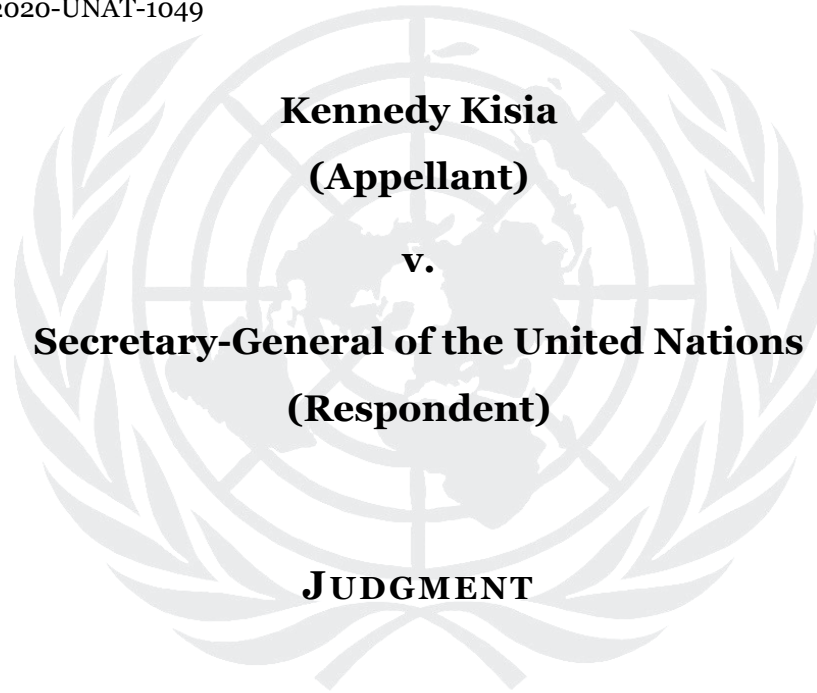 2020-UNAT-1049
Kennedy Kisia
(Appellant)
v.
Secretary-General of the United Nations
(Respondent)
JUDGMENT